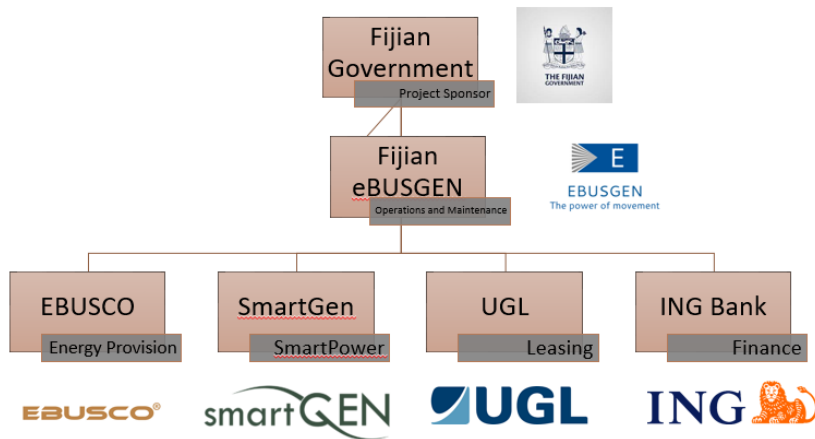 Fijian
Government
Project Sponsor
THE FIJIAN
GOVERNMENT
Fijian
eBUSGEN
Operations and Maintenance
E
EBUSGEN
The power of movement
EBUSCO
Energy Provision
SmartGen
SmartPower
UGL
Leasing
ING Bank
Finance
EBUSCO®
smartGEN
UGL
ING